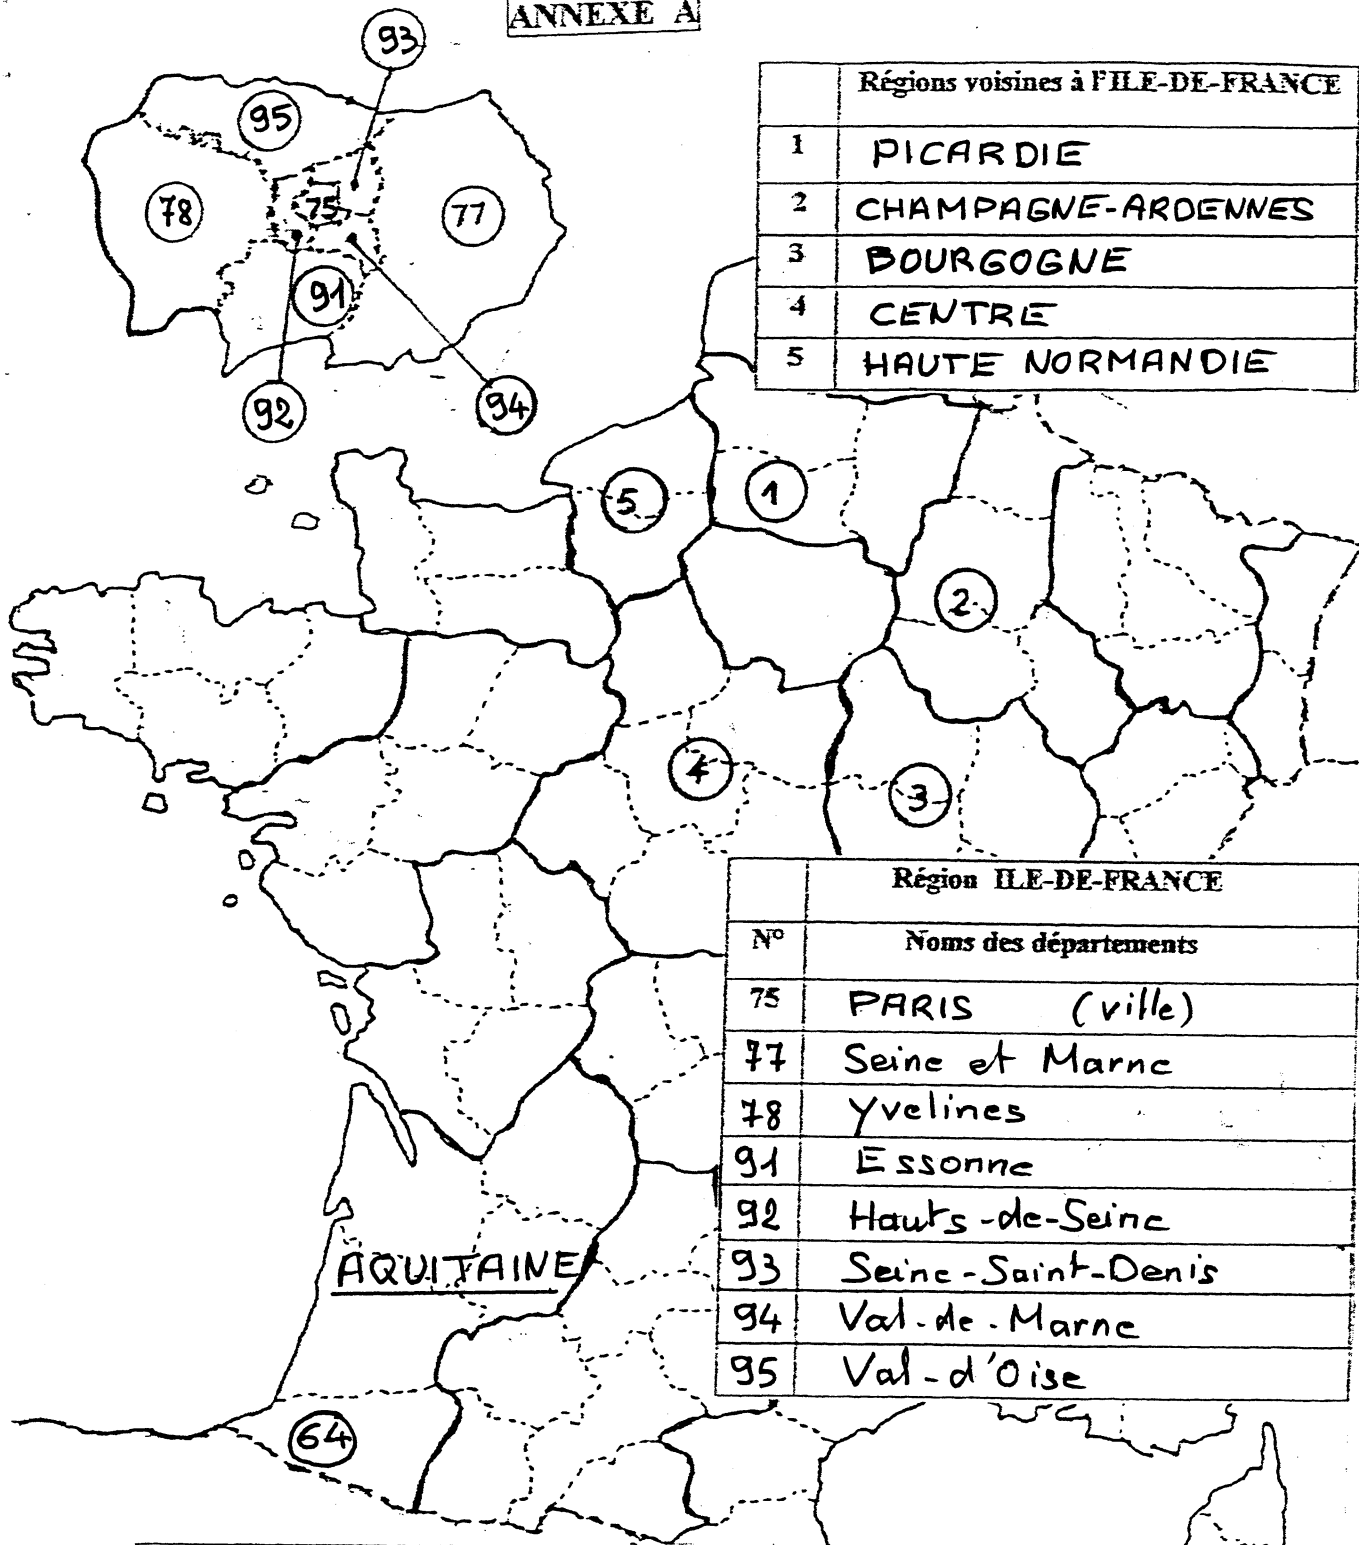 ANNEXE A
93
95
78
75
77
91
92
94
Régions voisines à l'ILE-DE-FRANCE
1 PICARDIE
2 CHAMPAGNE-ARDENNES
3 BOURGOGNE
4 CENTRE
5 HAUTE NORMANDIE
5
1
2
4
3
Région ILE-DE-FRANCE
N° Noms des départements
75 PARIS (ville)
77 Seine et Marne
78 Yvelines
91 Essonne
92 Hauts-de-Seine
93 Seine-Saint-Denis
94 Val-de-Marne
95 Val-d'Oise
AQUITAINE
64